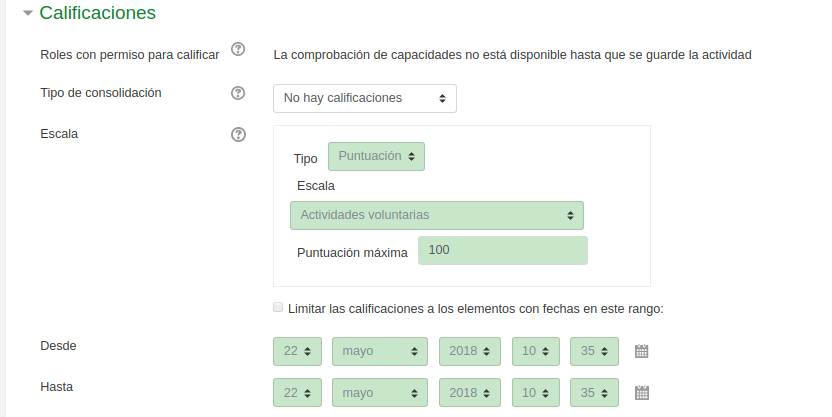 Calificaciones
Roles con permiso para calificar La comprobación de capacidades no está disponible hasta que se guarde la actividad
Tipo de consolidación No hay calificaciones
Escala
Tipo Puntuación
Escala
Actividades voluntarias
Puntuación máxima 100
Limitar las calificaciones a los elementos con fechas en este rango:
Desde 22 mayo 2018 10 35
Hasta 22 mayo 2018 10 35